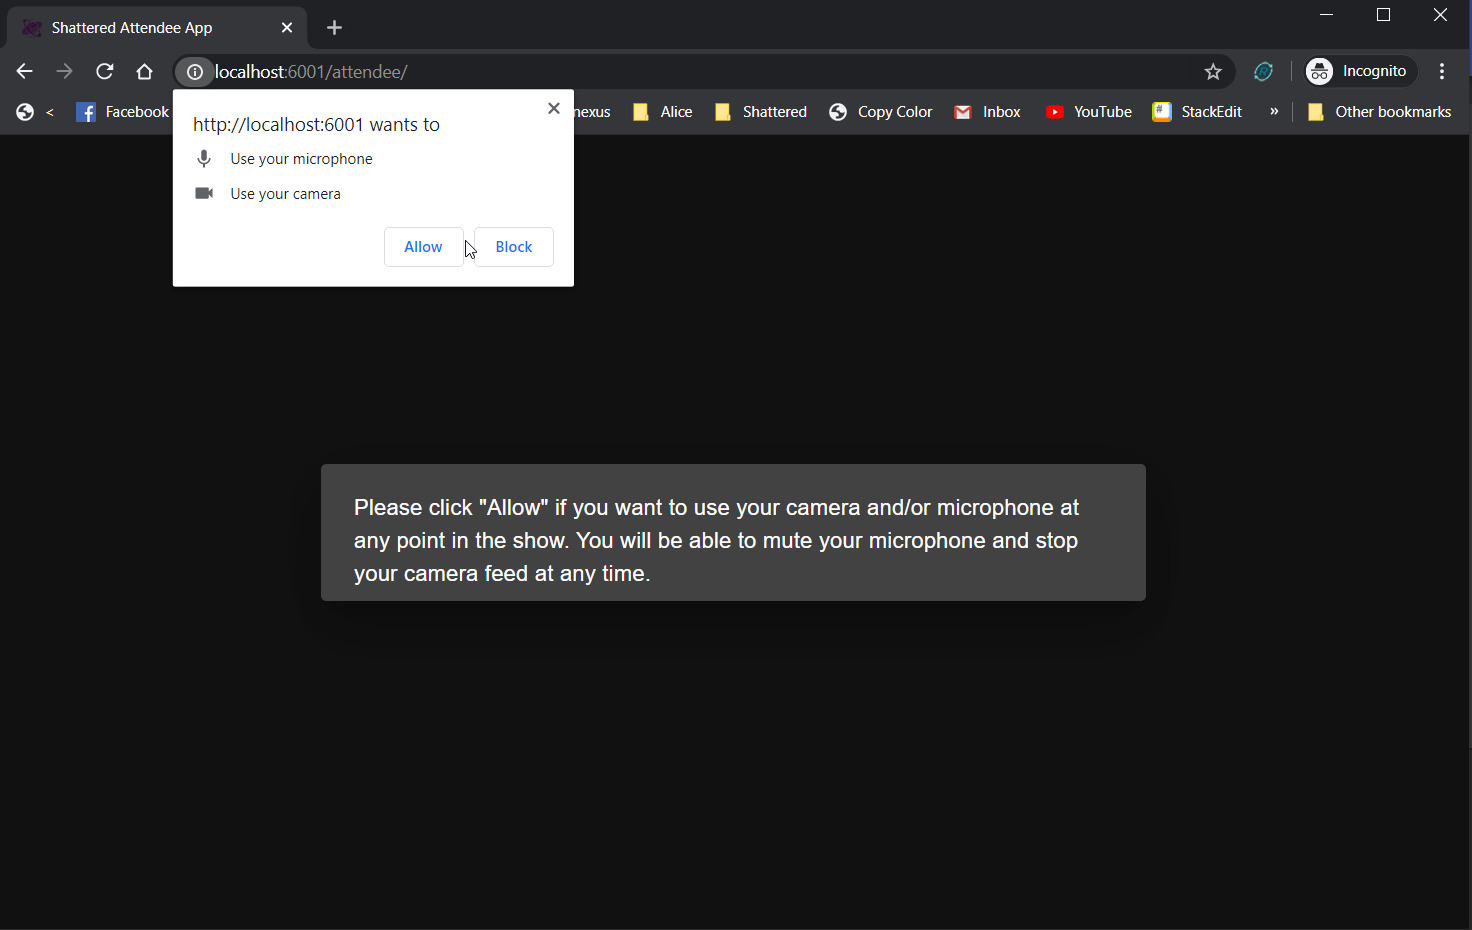 Shattered Attendee App
localhost:6001/attendee/
Incognito
<
Facebook
nexus
Alice
Shattered
Copy Color
Inbox
YouTube
StackEdit
»
Other bookmarks
http://localhost:6001 wants to
Use your microphone
Use your camera
Allow
Block
Please click "Allow" if you want to use your camera and/or microphone at
any point in the show. You will be able to mute your microphone and stop
your camera feed at any time.